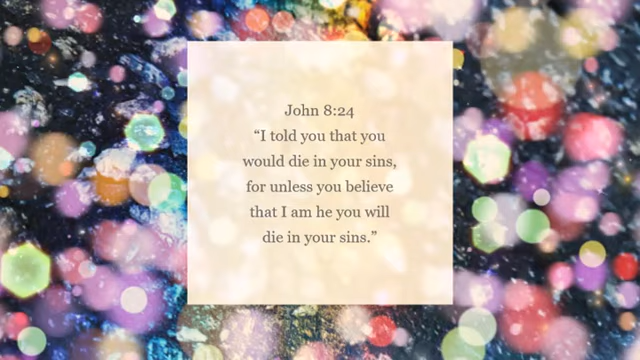 John 8:24
“I told you that you
would die in your sins,
for unless you believe
that I am he you will
die in your sins.”